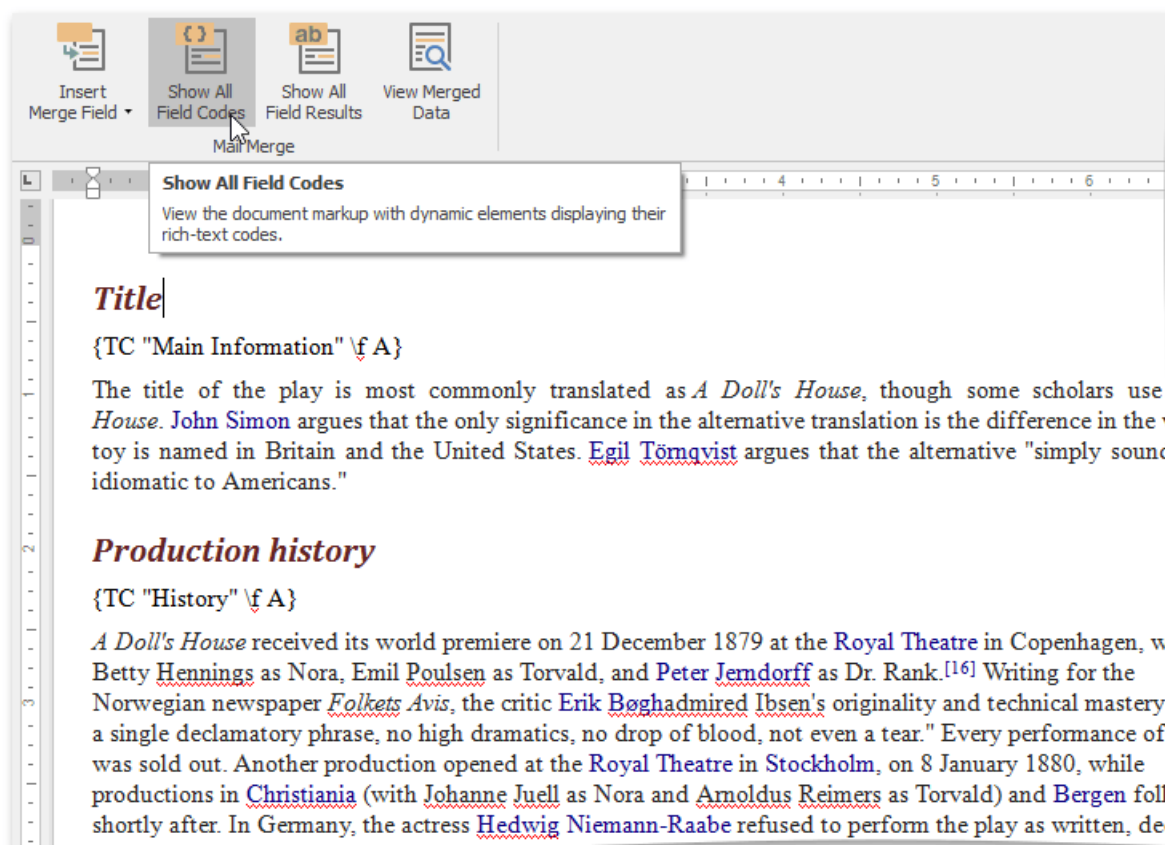 Insert Merge Field
Show All Field Codes
Show All Field Results
View Merged Data
Mail Merge
L
4 5 6
Show All Field Codes
View the document markup with dynamic elements displaying their
rich-text codes.
Title
{TC "Main Information" \f A}
The title of the play is most commonly translated as A Doll's House, though some scholars use
House. John Simon argues that the only significance in the alternative translation is the difference in the
toy is named in Britain and the United States. Egil Törnqvist argues that the alternative "simply sound
idiomatic to Americans."
1
2
Production history
{TC "History" \f A}
A Doll's House received its world premiere on 21 December 1879 at the Royal Theatre in Copenhagen, w
Betty Hennings as Nora, Emil Poulsen as Torvald, and Peter Jerndorff as Dr. Rank.[16] Writing for the
3
Norwegian newspaper Folkets Avis, the critic Erik Bøghadmired Ibsen's originality and technical mastery
a single declamatory phrase, no high dramatics, no drop of blood, not even a tear." Every performance of
was sold out. Another production opened at the Royal Theatre in Stockholm, on 8 January 1880, while
productions in Christiania (with Johanne Juell as Nora and Arnoldus Reimers as Torvald) and Bergen foll
shortly after. In Germany, the actress Hedwig Niemann-Raabe refused to perform the play as written, de